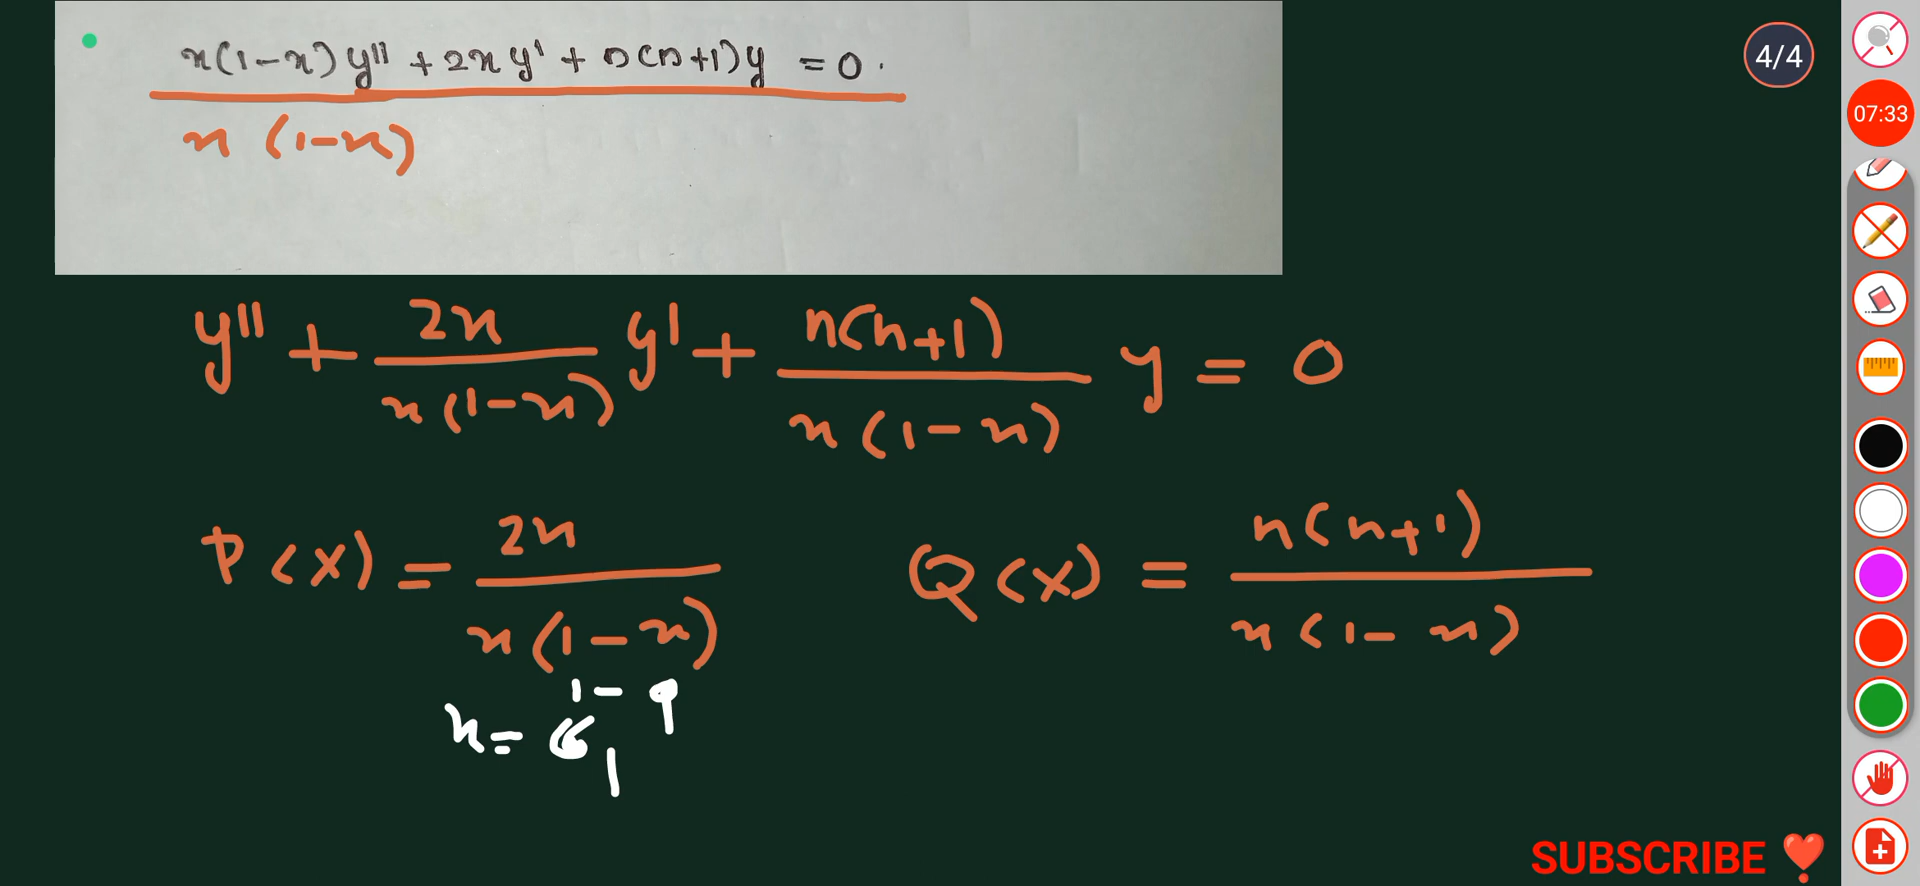 x(1-x)y'' + 2xy' + n(n+1)y = 0.
x(1-x)
4/4
07:33
y'' + 2x/x(1-x) y' + n(n+1)/x(1-x) y = 0
P(x) = 2x/x(1-x)
Q(x) = n(n+1)/x(1-x)
1-
x =
SUBSCRIBE